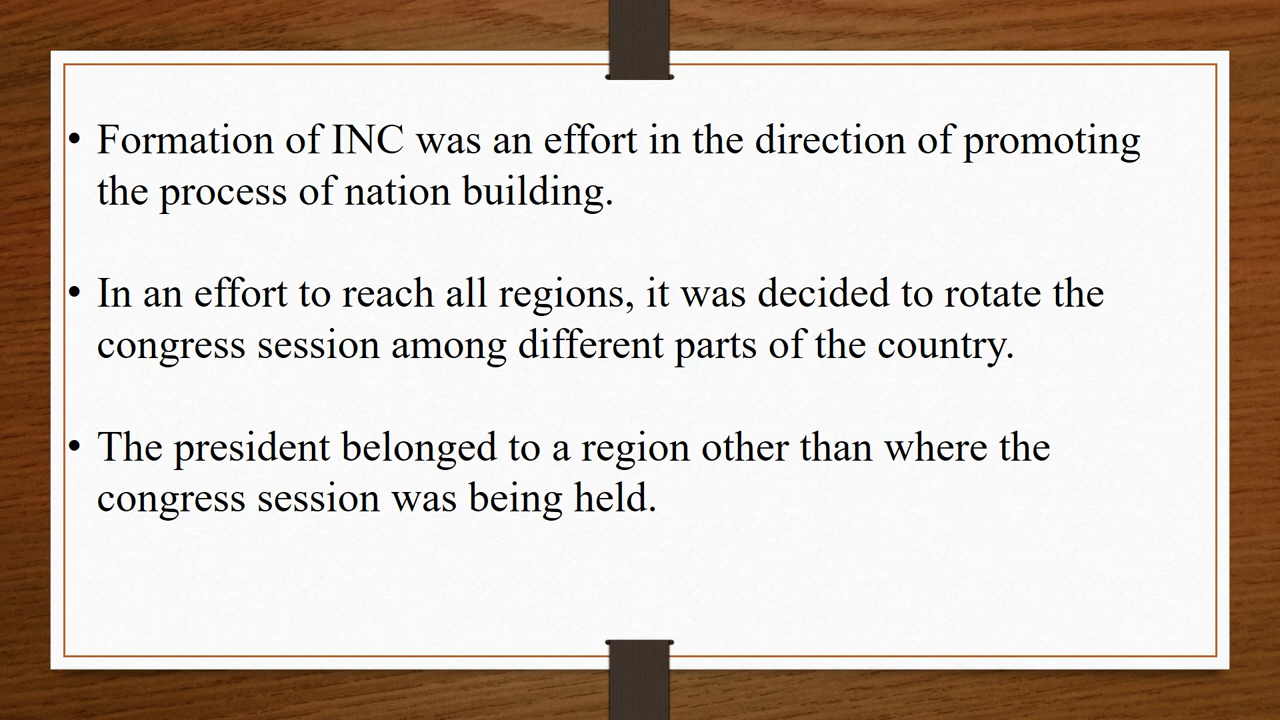 • Formation of INC was an effort in the direction of promoting
the process of nation building.
• In an effort to reach all regions, it was decided to rotate the
congress session among different parts of the country.
• The president belonged to a region other than where the
congress session was being held.